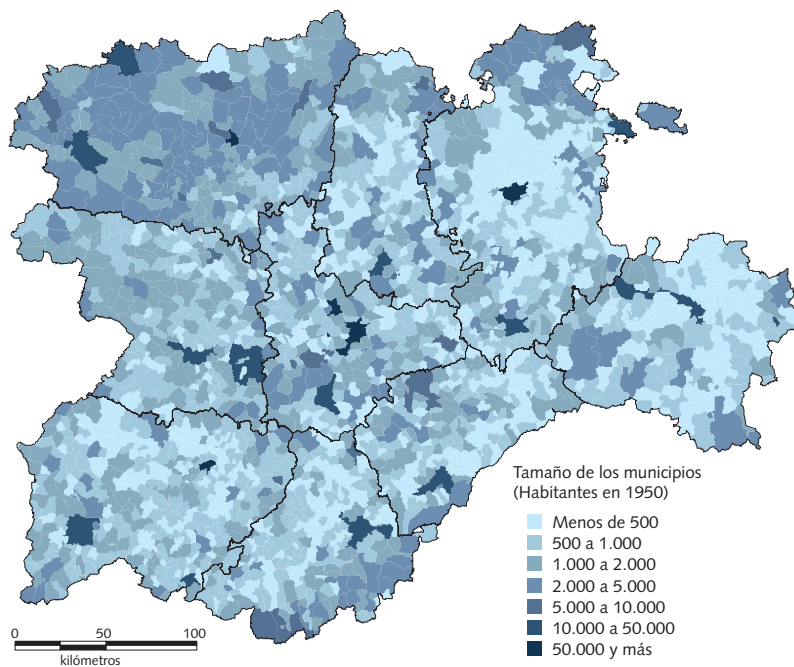 Tamaño de los municipios
(Habitantes en 1950)
Menos de 500
500 a 1.000
1.000 a 2.000
2.000 a 5.000
5.000 a 10.000
10.000 a 50.000
50.000 y más
0 50 100
kilómetros